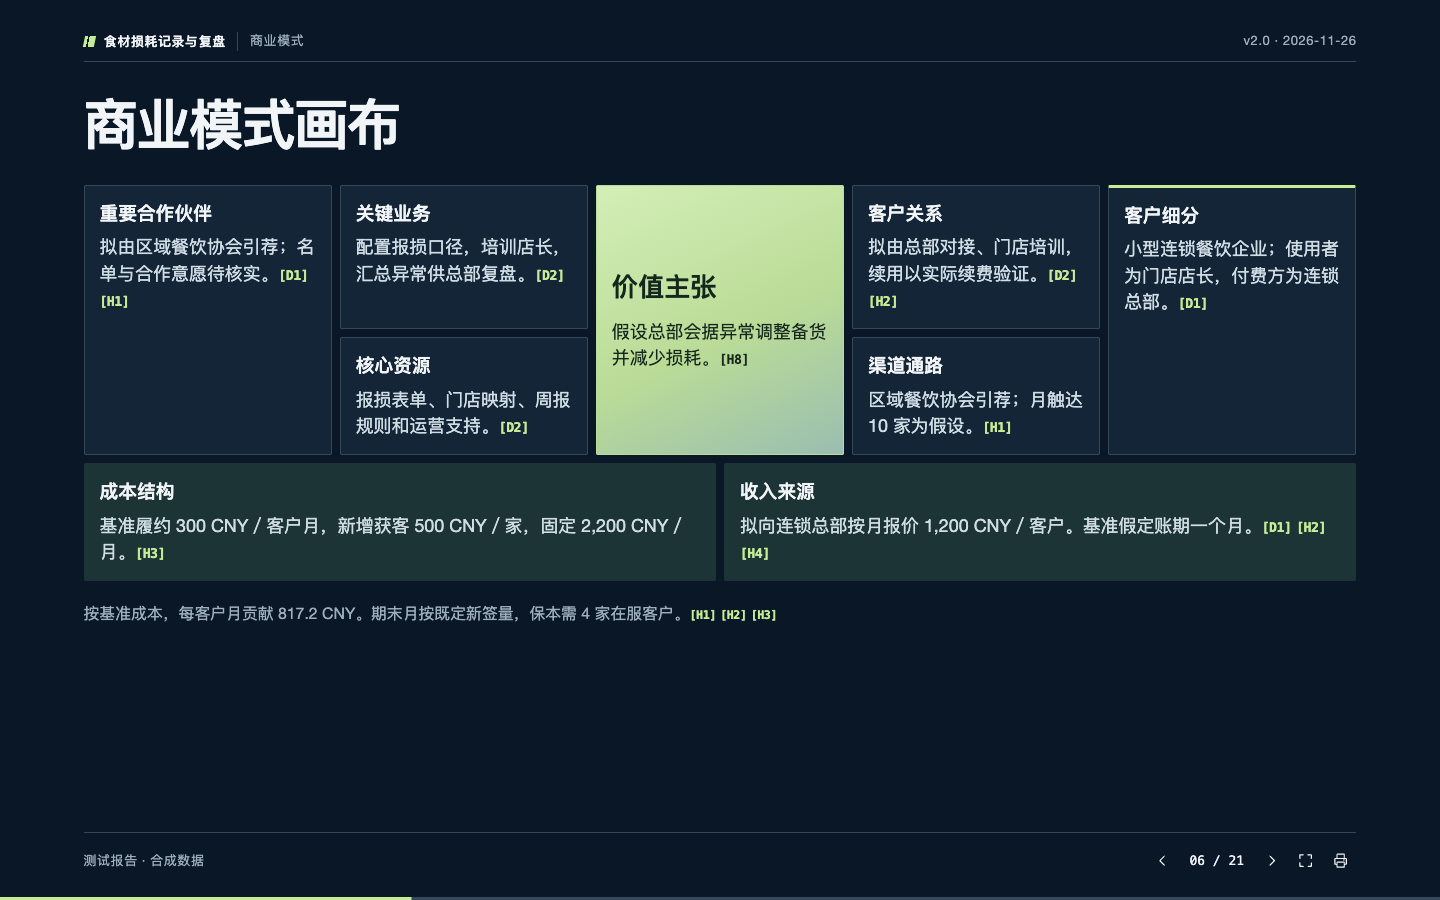 食材损耗记录与复盘
商业模式
v2.0 · 2026-11-26
商业模式画布
重要合作伙伴
拟由区域餐饮协会引荐；名
单与合作意愿待核实。[D1]
[H1]
关键业务
配置报损口径，培训店长，
汇总异常供总部复盘。[D2]
核心资源
报损表单、门店映射、周报
规则和运营支持。[D2]
价值主张
假设总部会据异常调整备货
并减少损耗。[H8]
客户关系
拟由总部对接、门店培训，
续用以实际续费验证。[D2]
[H2]
渠道通路
区域餐饮协会引荐；月触达
10 家为假设。[H1]
客户细分
小型连锁餐饮企业；使用者
为门店店长，付费方为连锁
总部。[D1]
成本结构
基准履约 300 CNY / 客户月，新增获客 500 CNY / 家，固定 2,200 CNY /
月。[H3]
收入来源
拟向连锁总部按月报价 1,200 CNY / 客户。基准假定账期一个月。[D1] [H2]
[H4]
按基准成本，每客户月贡献 817.2 CNY。期末月按既定新签量，保本需 4 家在服客户。[H1] [H2] [H3]
测试报告 · 合成数据
06 / 21